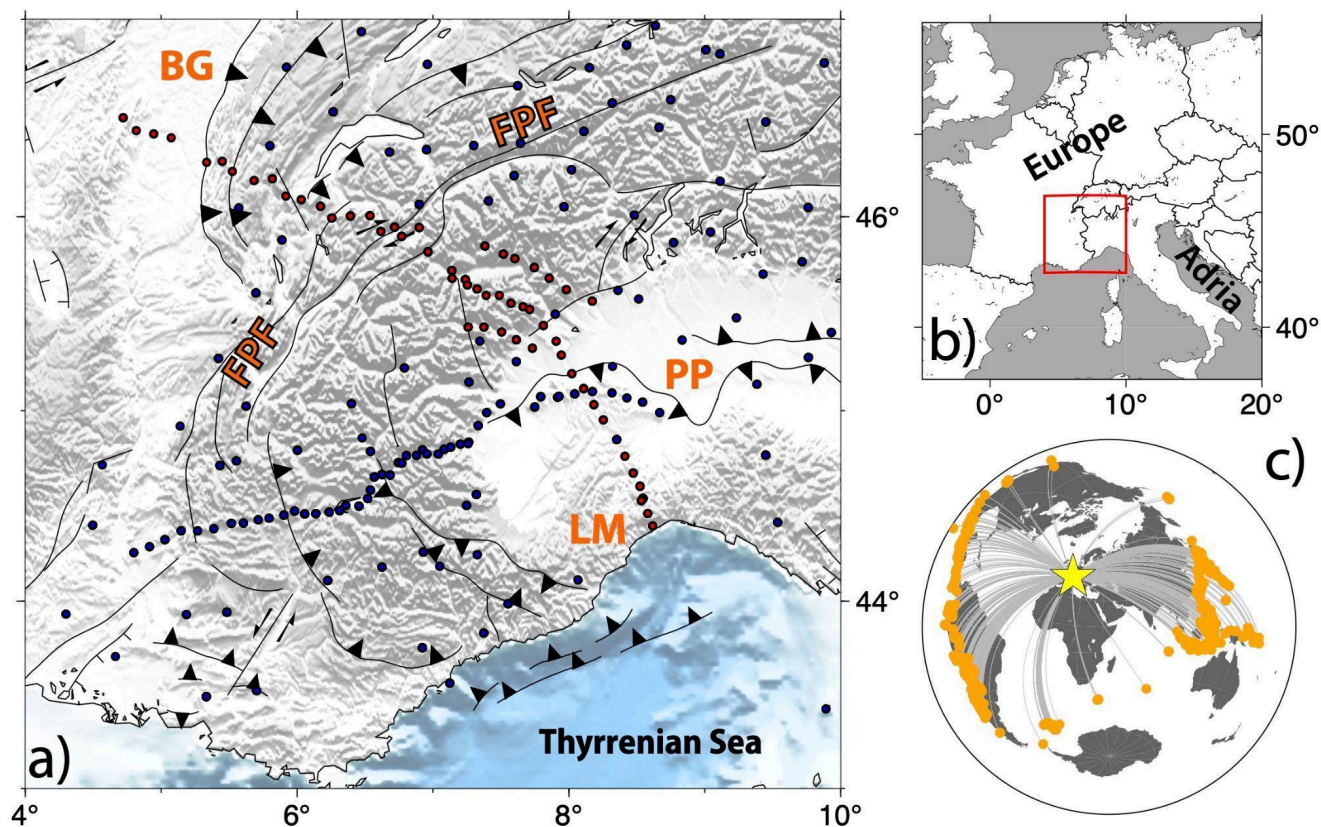 BG
FPF
FPF
PP
LM
Thyrrenian Sea
a)
46°
44°
4°
6°
8°
10°
Europe
Adria
b)
50°
40°
0°
10°
20°
c)